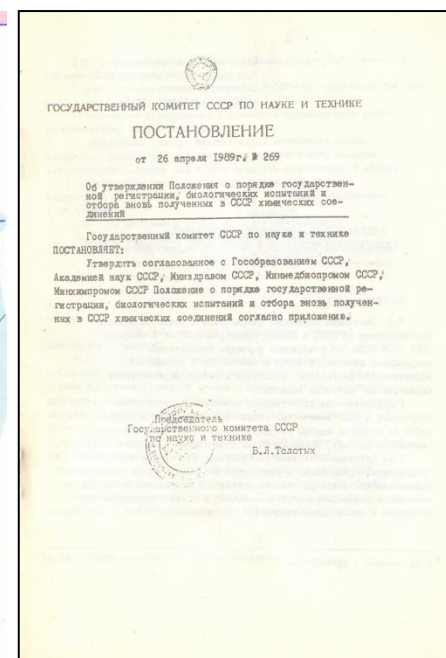 ГОСУДАРСТВЕННЫЙ КОМИТЕТ СССР ПО НАУКЕ И ТЕХНИКЕ
ПОСТАНОВЛЕНИЕ
от 26 апреля 1989г. № 269
Об утверждении Положения о порядке государствен-
ной регистрации, биологических испытаний и
отбора вновь полученных в СССР химических сое-
динений
Государственный комитет СССР по науке и технике
ПОСТАНОВЛЯЕТ:
Утвердить согласованное с Гособразованием СССР,
Академией наук СССР, Минздравом СССР, Минмедбиопромом СССР,
Минхимпромом СССР Положение о порядке государственной ре-
гистрации, биологических испытаний и отбора вновь получен-
ных в СССР химических соединений согласно приложению.
Председатель
Государственного комитета СССР
по науке и технике
Б.Л.Толстых